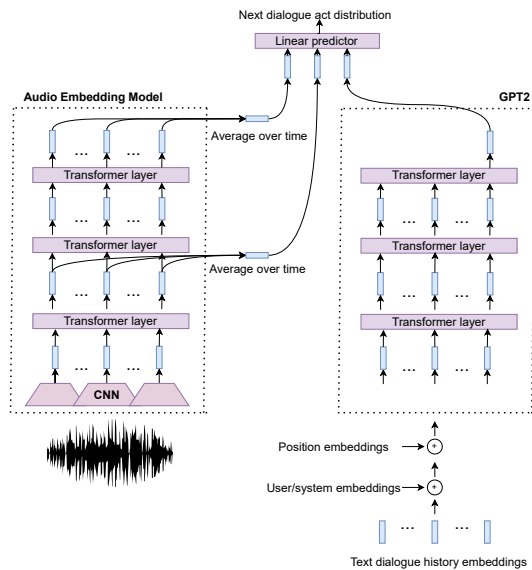 Next dialogue act distribution
Linear predictor
Audio Embedding Model
GPT2
...
...
Average over time
Transformer layer
Transformer layer
...
...
...
...
Transformer layer
Transformer layer
Average over time
...
...
...
...
Transformer layer
Transformer layer
...
...
...
...
CNN
Position embeddings
+
User/system embeddings
+
...
...
Text dialogue history embeddings